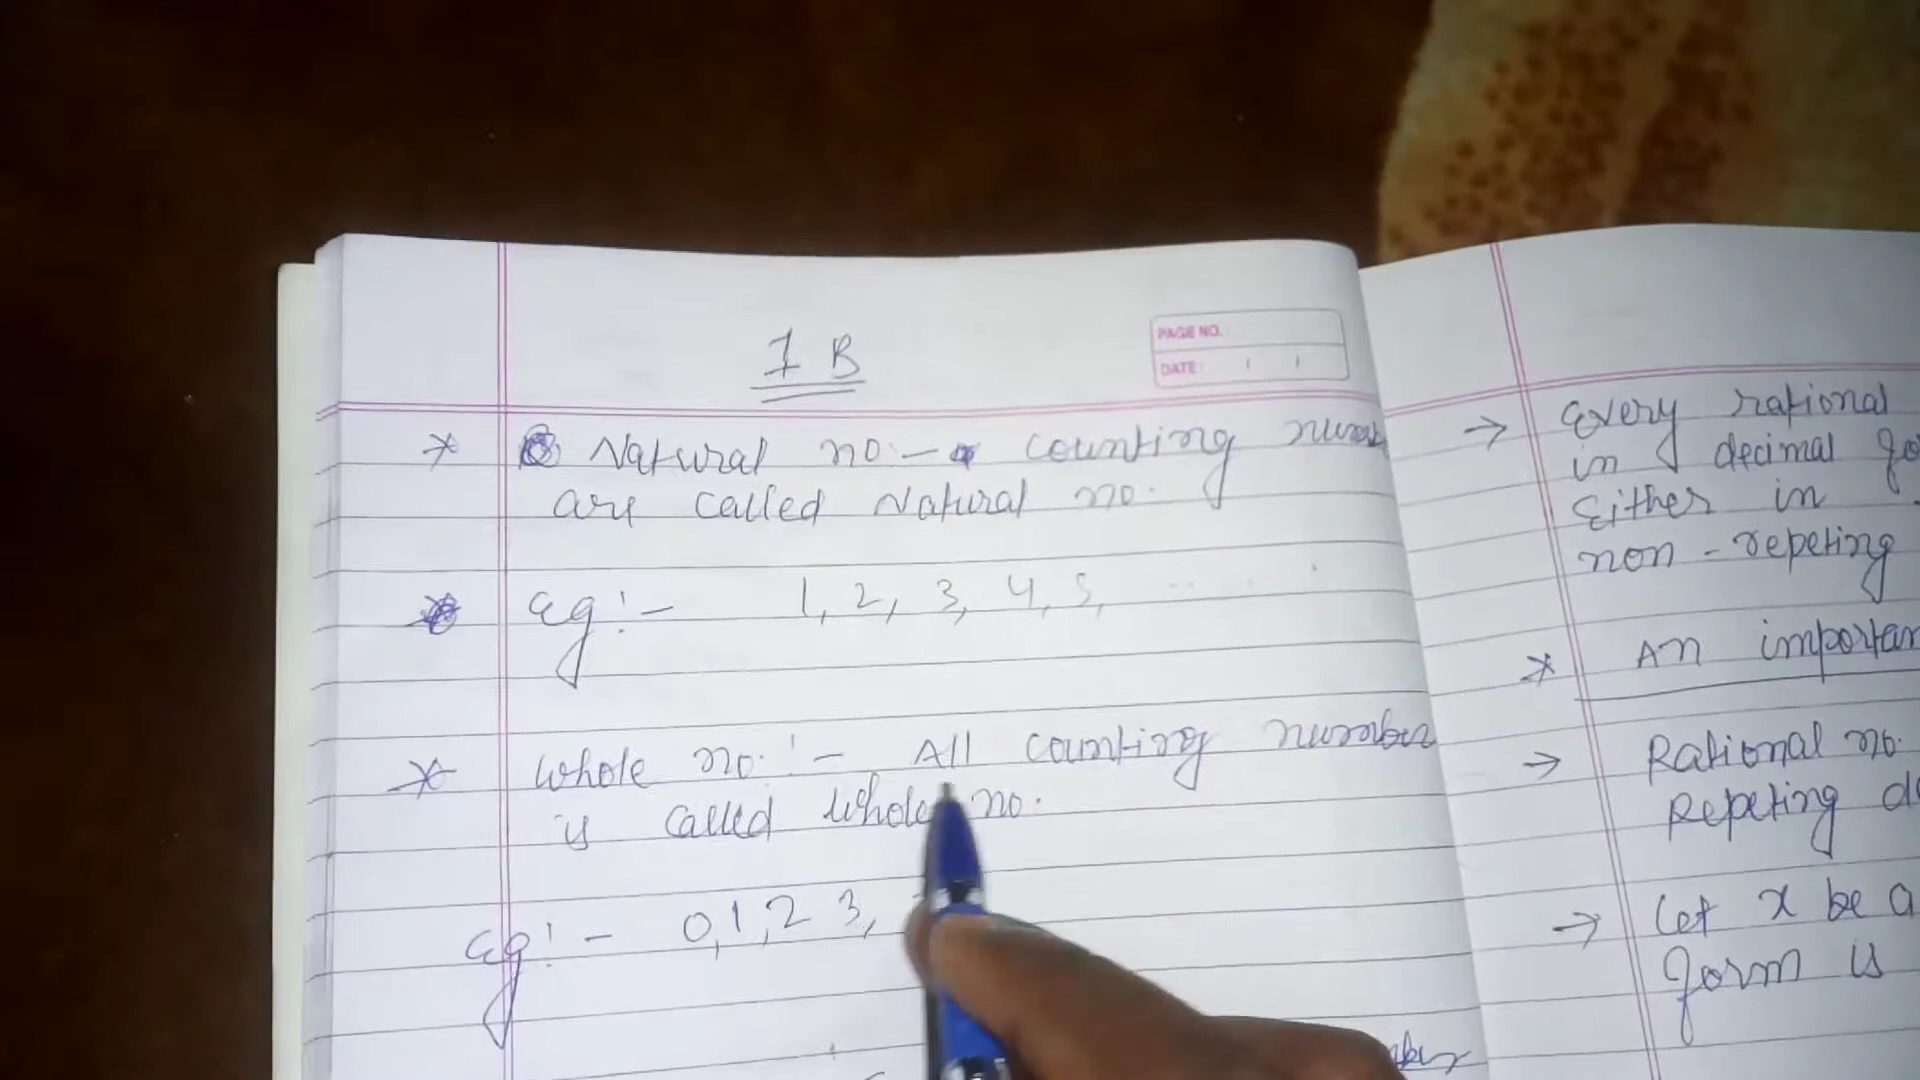 1 B
PAGE NO.
DATE:
* Natural no:- counting
are called Natural no.
Eg:- 1, 2, 3, 4, 5, .....
* Whole no.:- All counting number
is called whole no.
Eg:- 0,1,2 3,
→ Every rational
in decimal
Either in
non-repeting
* An importan
→ Rational no.
Repeting de
→ Let x be a
form is